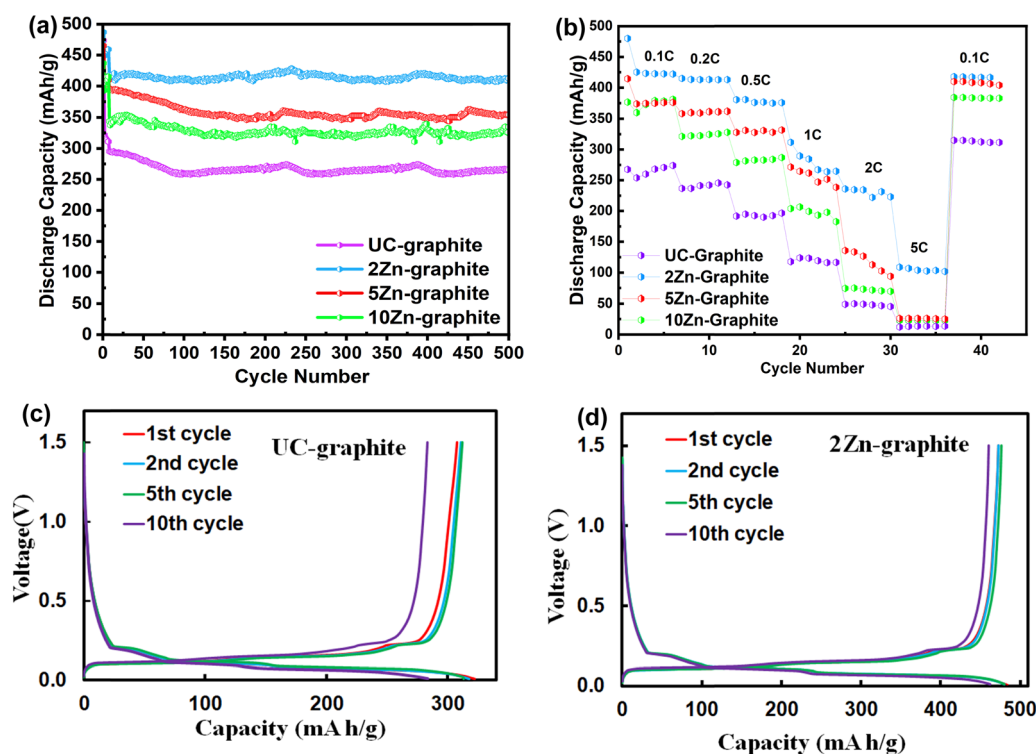 (a)
Discharge Capacity (mAh/g)
500
450
400
350
300
250
200
150
100
50
0
UC-graphite
2Zn-graphite
5Zn-graphite
10Zn-graphite
0 50 100 150 200 250 300 350 400 450 500
Cycle Number
(b)
Discharge Capacity (mAh/g)
500
450
400
350
300
250
200
150
100
50
0
0.1C
0.2C
0.5C
1C
2C
5C
0.1C
UC-Graphite
2Zn-Graphite
5Zn-Graphite
10Zn-Graphite
0 10 20 30 40
Cycle Number
(c)
Voltage(V)
1.5
1.0
0.5
0.0
1st cycle
2nd cycle
5th cycle
10th cycle
UC-graphite
0 100 200 300
Capacity (mA h/g)
(d)
Voltage (V)
1.5
1.0
0.5
0.0
1st cycle
2nd cycle
5th cycle
10th cycle
2Zn-graphite
0 100 200 300 400 500
Capacity (mA h/g)